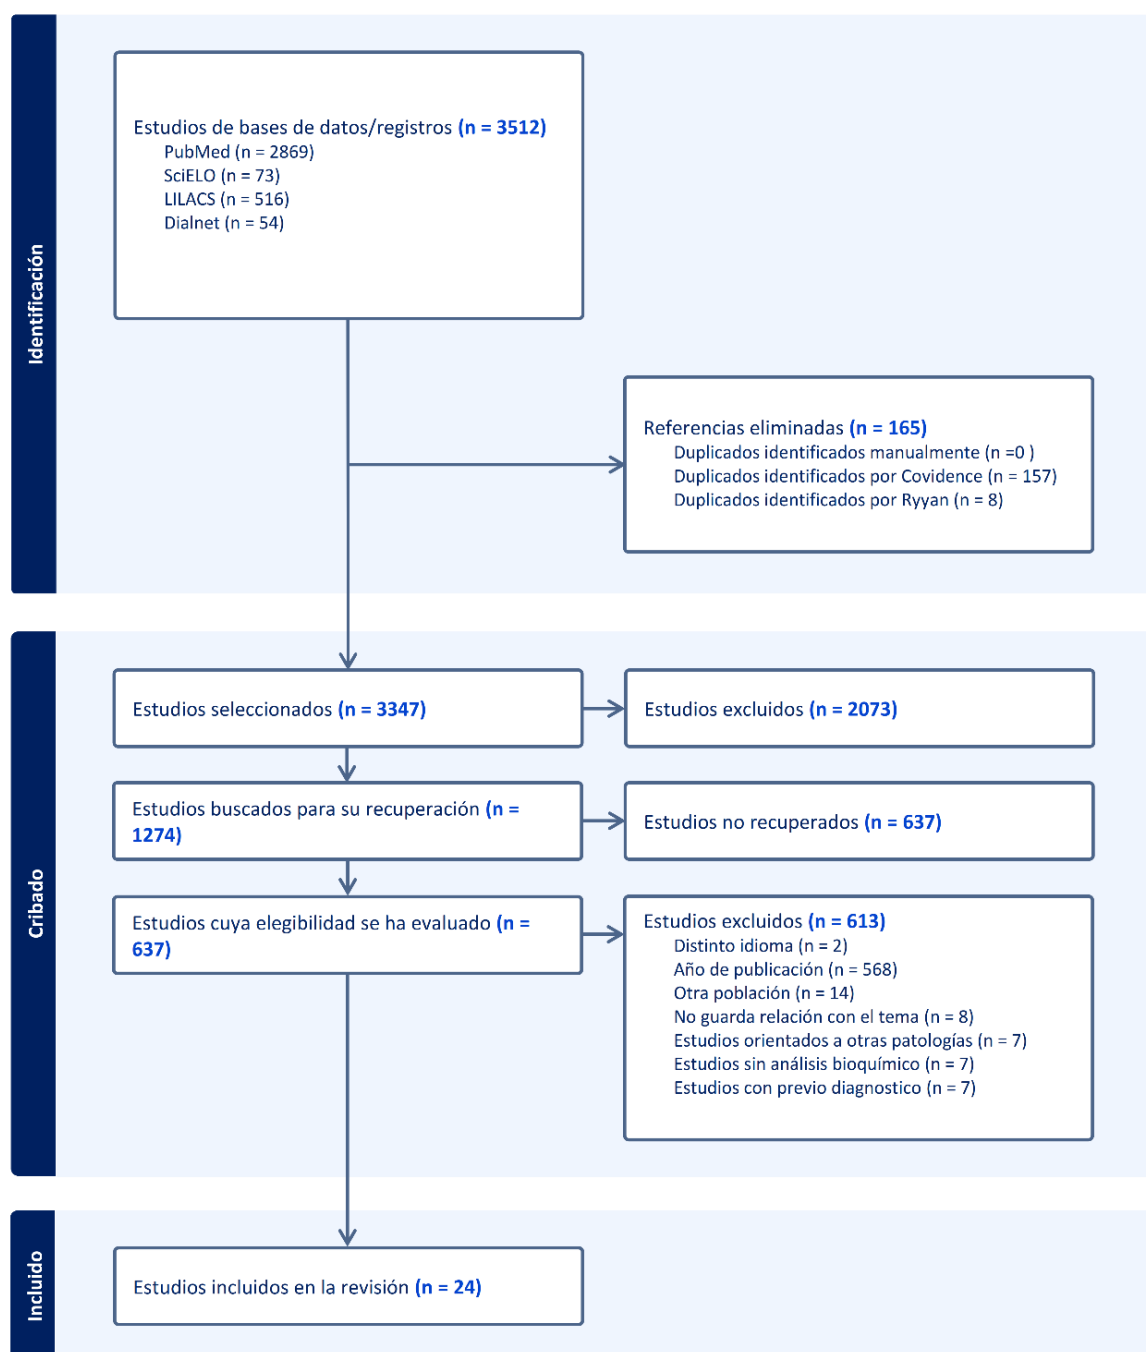 Identificación
Estudios de bases de datos/registros (n = 3512)
PubMed (n = 2869)
SciELO (n = 73)
LILACS (n = 516)
Dialnet (n = 54)
Referencias eliminadas (n = 165)
Duplicados identificados manualmente (n =0 )
Duplicados identificados por Covidence (n = 157)
Duplicados identificados por Ryyan (n = 8)
Cribado
Estudios seleccionados (n = 3347)
Estudios excluidos (n = 2073)
Estudios buscados para su recuperación (n =
1274)
Estudios no recuperados (n = 637)
Estudios cuya elegibilidad se ha evaluado (n =
637)
Estudios excluidos (n = 613)
Distinto idioma (n = 2)
Año de publicación (n = 568)
Otra población (n = 14)
No guarda relación con el tema (n = 8)
Estudios orientados a otras patologías (n = 7)
Estudios sin análisis bioquímico (n = 7)
Estudios con previo diagnostico (n = 7)
Incluido
Estudios incluidos en la revisión (n = 24)